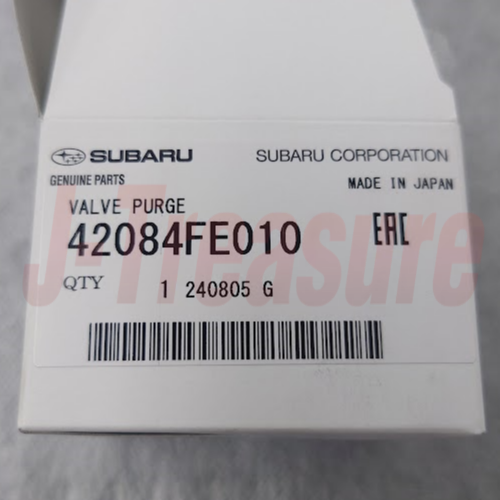 SUBARU SUBARU CORPORATION
GENUINE PARTS MADE IN JAPAN
VALVE PURGE
42084FE010 EAC
QTY 1 240805 G
J-Treasure